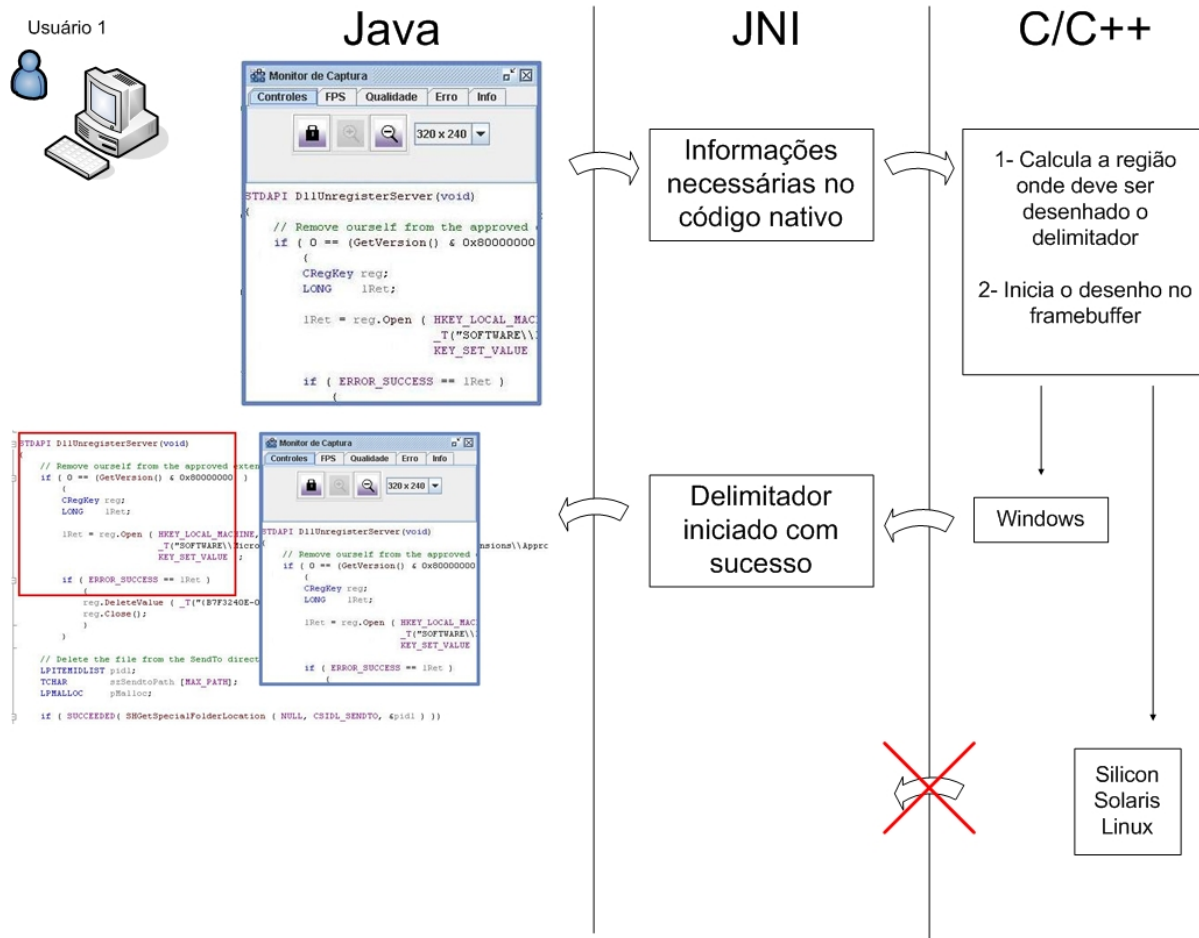 Usuário 1
Java
JNI
C/C++
Monitor de Captura
Controles FPS Qualidade Erro Info
320 x 240
STDAPI DllUnregisterServer(void)
{
// Remove ourself from the approved e
if ( 0 == (GetVersion() & 0x80000000
{
CRegKey reg;
LONG lRet;
lRet = reg.Open ( HKEY_LOCAL_MACH
_T("SOFTWARE\\
KEY_SET_VALUE
if ( ERROR_SUCCESS == lRet )
{
Informações
necessárias no
código nativo
1- Calcula a região
onde deve ser
desenhado o
delimitador
2- Inicia o desenho no
framebuffer
STDAPI DllUnregisterServer(void)
{
// Remove ourself from the approved exten
if ( 0 == (GetVersion() & 0x80000000 )
{
CRegKey reg;
LONG lRet;
lRet = reg.Open ( HKEY_LOCAL_MACHINE,
_T("SOFTWARE\\Micro
nsions\\Approc
KEY_SET_VALUE );
if ( ERROR_SUCCESS == lRet )
{
reg.DeleteValue ( _T("{B7F3240E-0
reg.Close();
}
}
// Delete the file from the SendTo direct
LPITEMIDLIST pidl;
TCHAR szSendtoPath [MAX_PATH];
LPMALLOC pMalloc;
if ( SUCCEEDED( SHGetSpecialFolderLocation ( NULL, CSIDL_SENDTO, &pidl ) ))
Monitor de Captura
Controles FPS Qualidade Erro Info
320 x 240
STDAPI DllUnregisterServer(void)
{
// Remove ourself from the approved e
if ( 0 == (GetVersion() & 0x80000000
{
CRegKey reg;
LONG lRet;
lRet = reg.Open ( HKEY_LOCAL_MAC
_T("SOFTWARE\\
KEY_SET_VALUE
if ( ERROR_SUCCESS == lRet )
{
Delimitador
iniciado com
sucesso
Windows
Silicon
Solaris
Linux